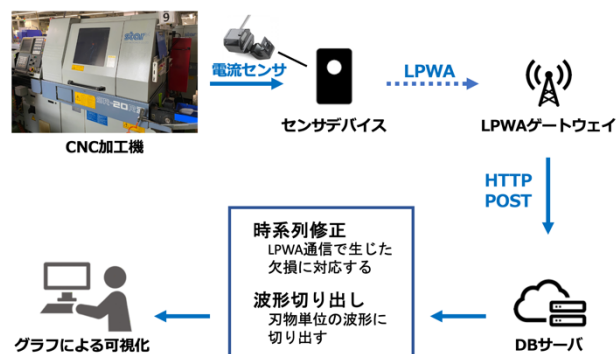 9
電流センサ
LPWA
CNC加工機
センサデバイス
LPWAゲートウェイ
HTTP
POST
時系列修正
LPWA通信で生じた
欠損に対応する
波形切り出し
刃物単位の波形に
切り出す
グラフによる可視化
DBサーバ